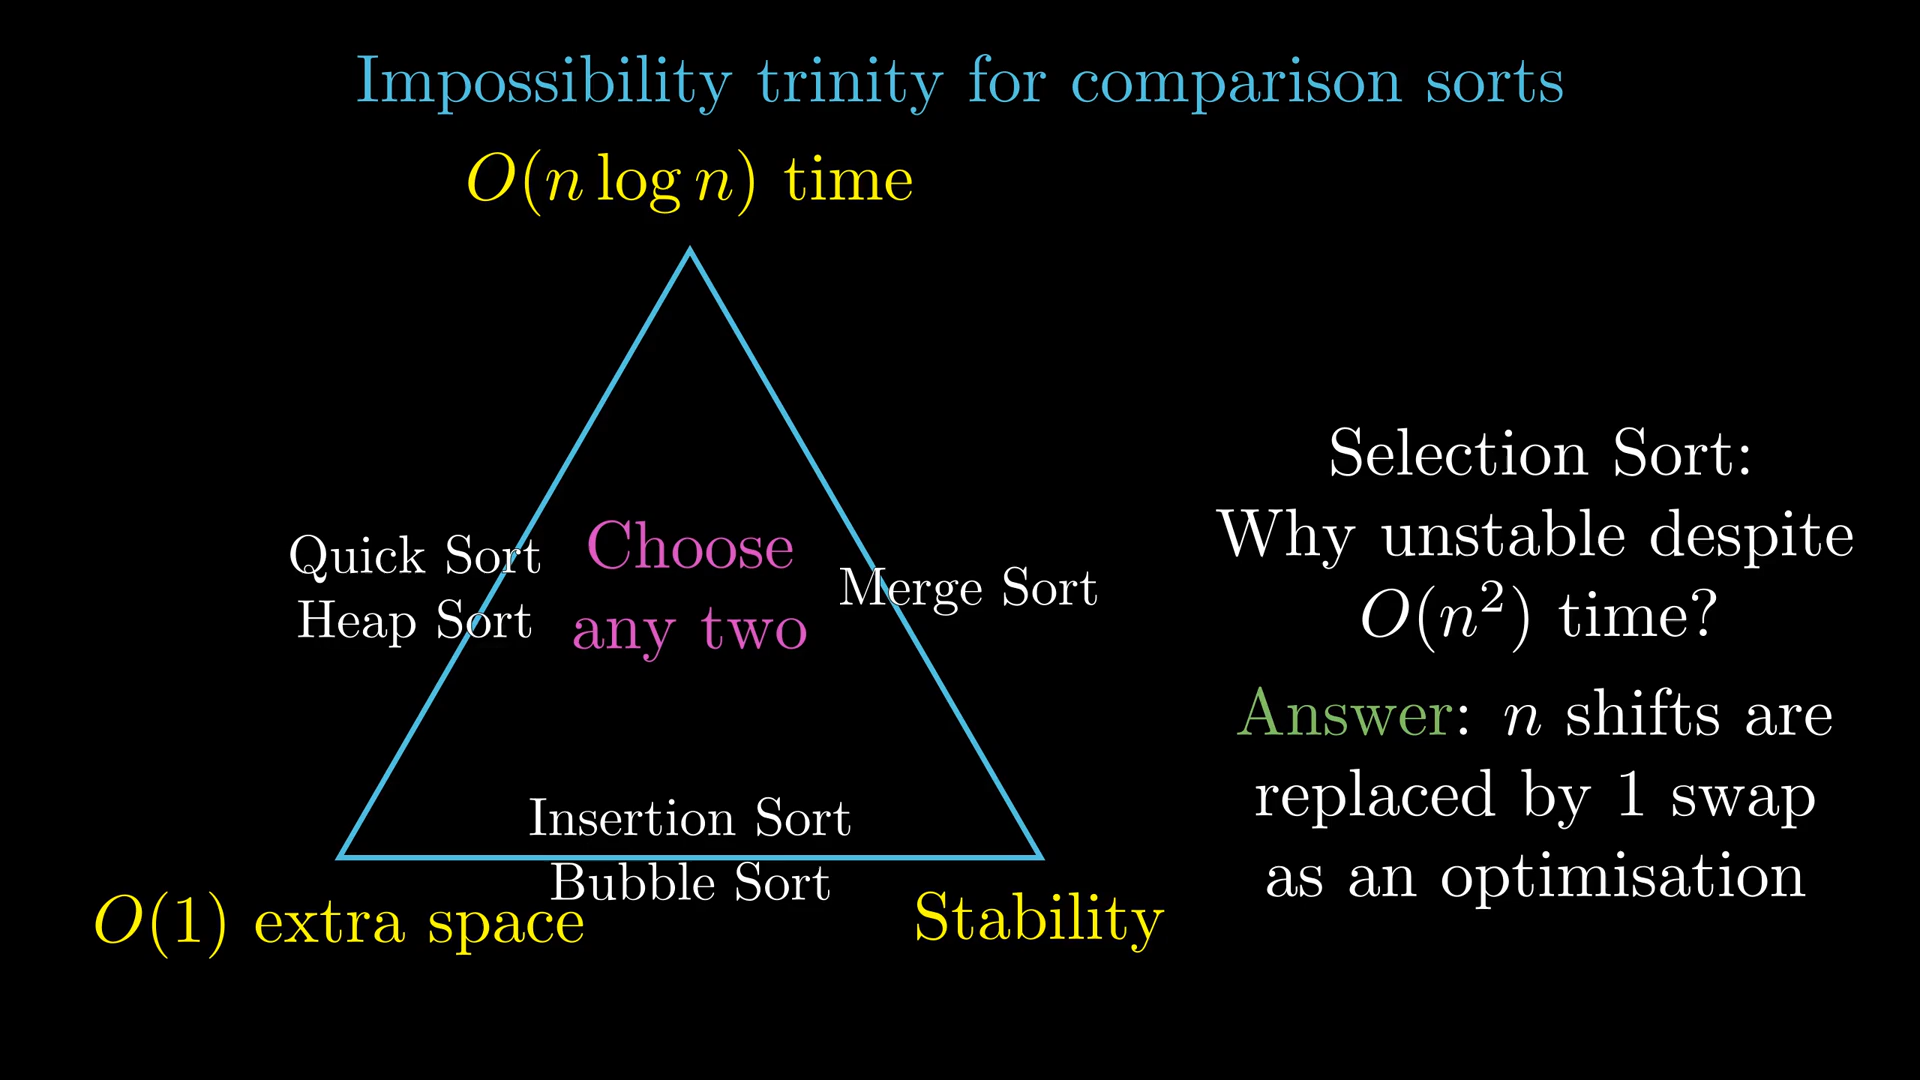 Impossibility trinity for comparison sorts
O(n log n) time
Quick Sort
Heap Sort
Choose
any two
Merge Sort
Insertion Sort
Bubble Sort
O(1) extra space
Stability
Selection Sort:
Why unstable despite
O(n²) time?
Answer: n shifts are
replaced by 1 swap
as an optimisation